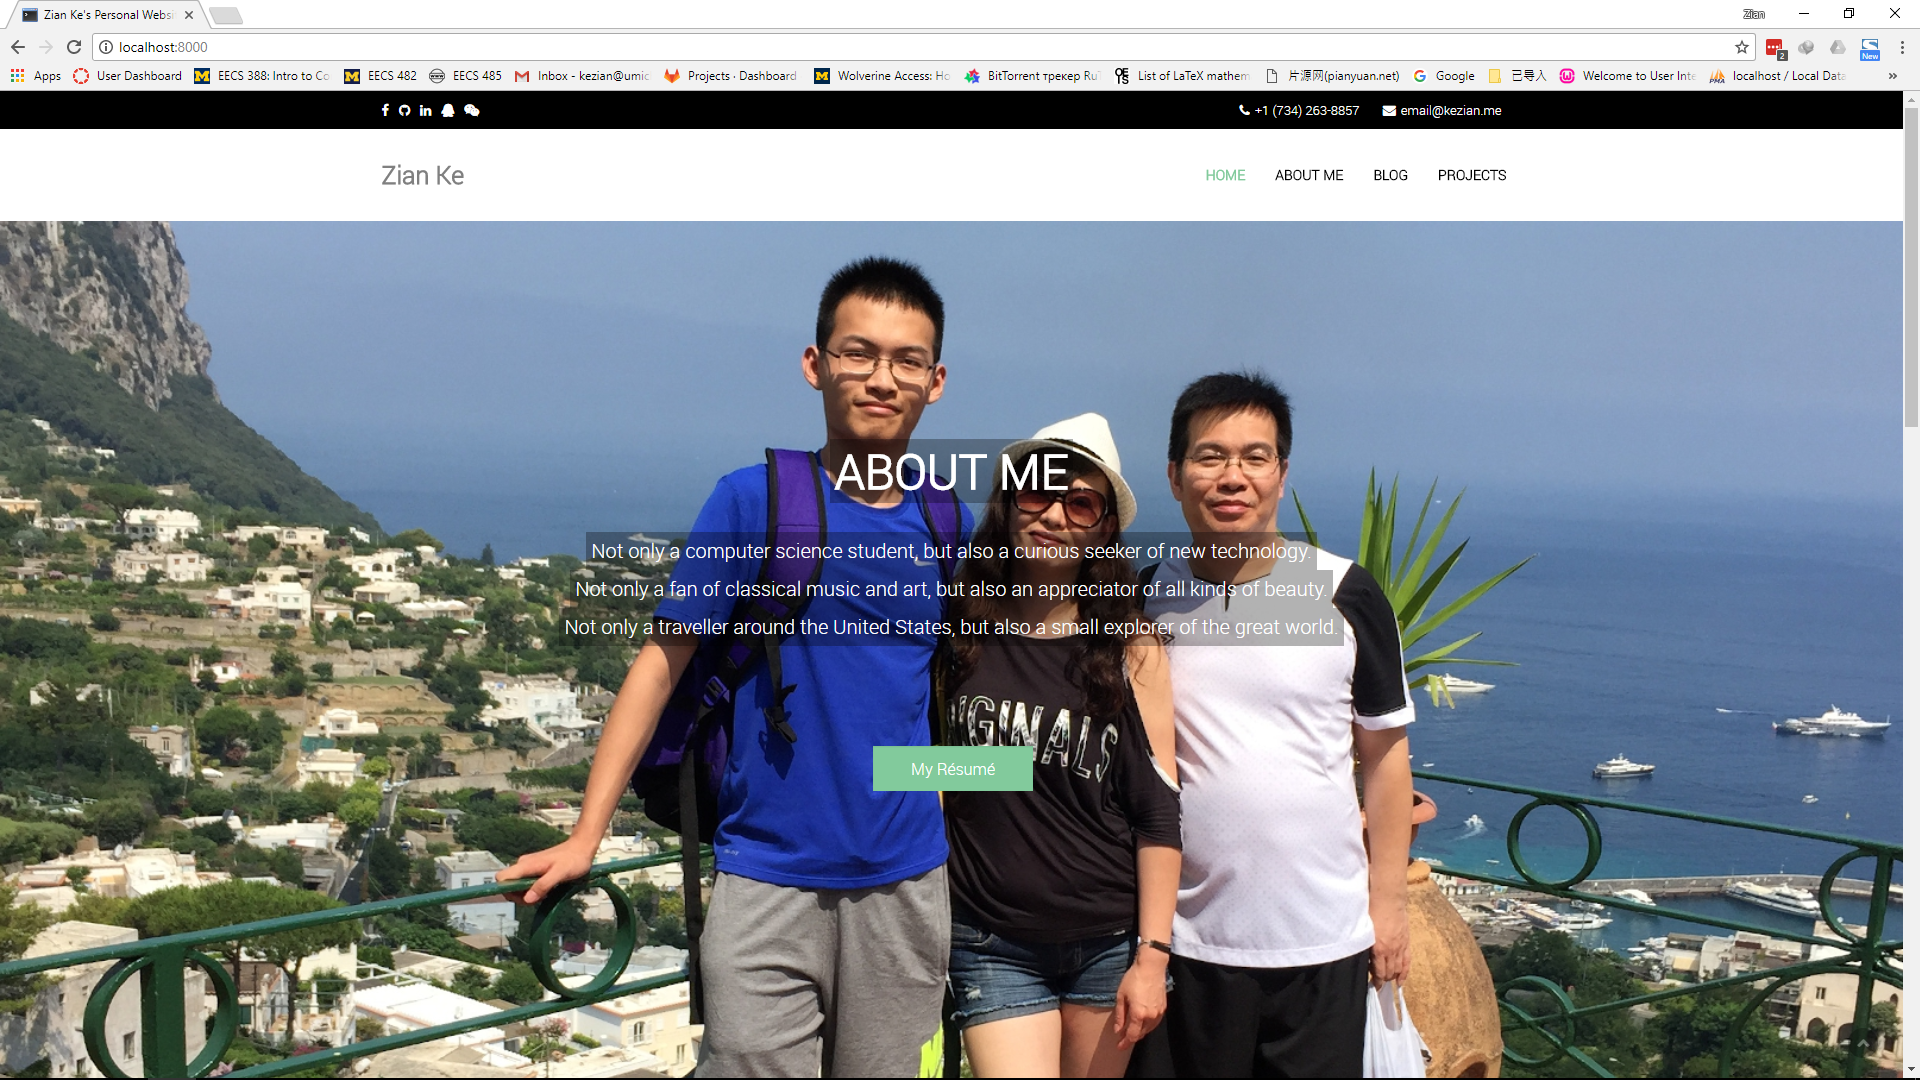 Zian Ke's Personal Webs
Zian
localhost:8000
2
New
Apps
User Dashboard
EECS 388: Intro to Co
EECS 482
EECS 485
Inbox - kezian@umic
Projects · Dashboard
Wolverine Access: Ho
BitTorrent трекер RuT
List of LaTeX mathem
片源网(pianyuan.net)
Google
已导入
Welcome to User Inte
localhost / Local Data
+1 (734) 263-8857
email@kezian.me
Zian Ke
HOME
ABOUT ME
BLOG
PROJECTS
ABOUT ME
Not only a computer science student, but also a curious seeker of new technology.
Not only a fan of classical music and art, but also an appreciator of all kinds of beauty.
Not only a traveller around the United States, but also a small explorer of the great world.
My Résumé